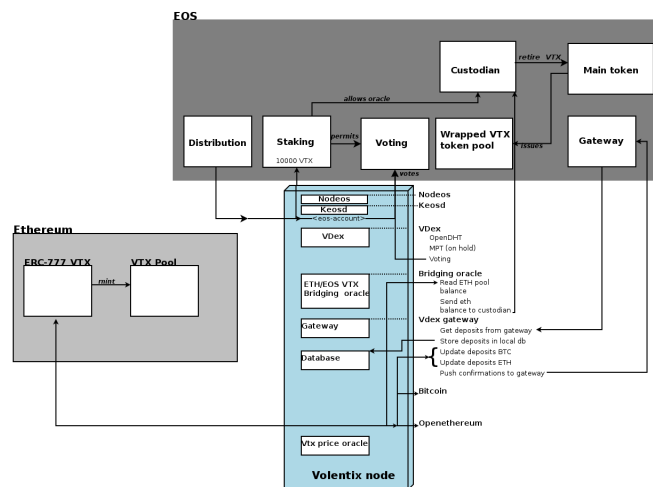 EOS
Custodian
retire VTX
Main token
allows oracle
Distribution
Staking
10000 VTX
permits
Voting
Wrapped VTX
token pool
issues
Gateway
votes
Nodeos
Keosd
<eos-account>
VDex
ETH/EOS VTX
Bridging oracle
Gateway
Database
Vtx price oracle
Volentix node
Nodeos
Keosd
VDex
OpenDHT
MPT (on hold)
Voting
Bridging oracle
Read ETH pool
balance
Send eth
balance to custodian
Vdex gateway
Get deposits from gateway
Store deposits in local db
Update deposits BTC
Update deposits ETH
Push confirmations to gateway
Bitcoin
Openethereum
Ethereum
ERC-777 VTX
mint
VTX Pool